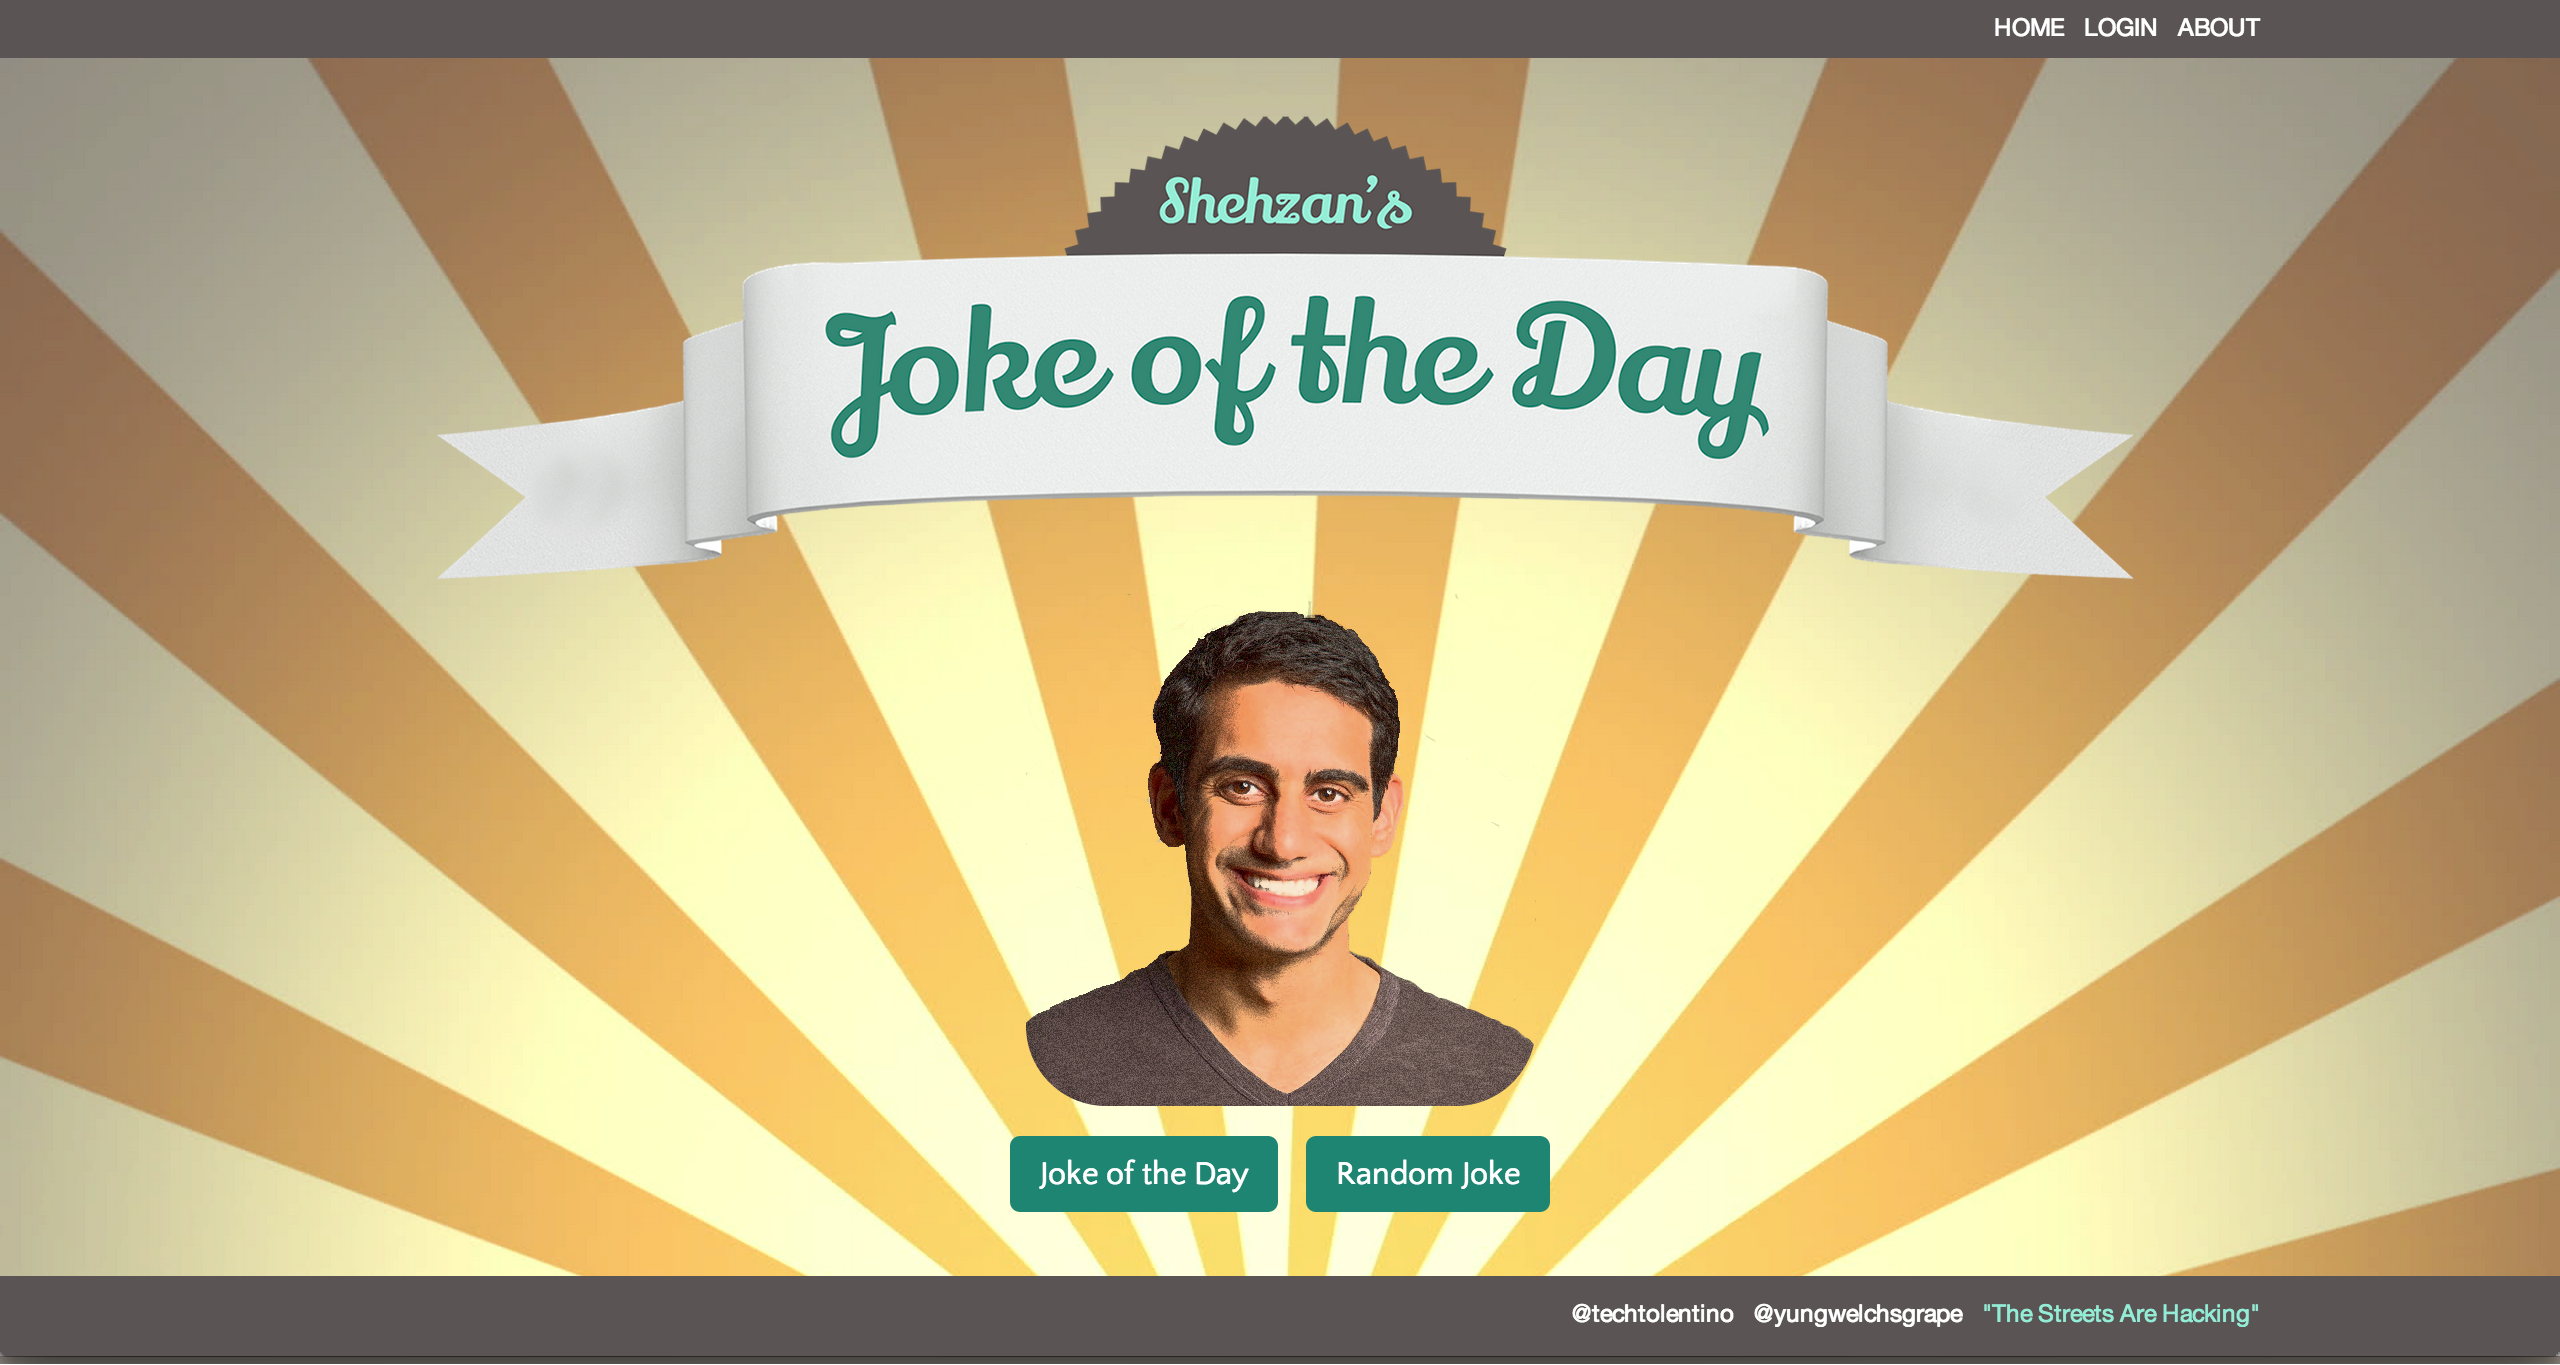 HOME LOGIN ABOUT
Shehzan's
Joke of the Day
Joke of the Day
Random Joke
@techtolentino @yungwelchsgrape "The Streets Are Hacking"